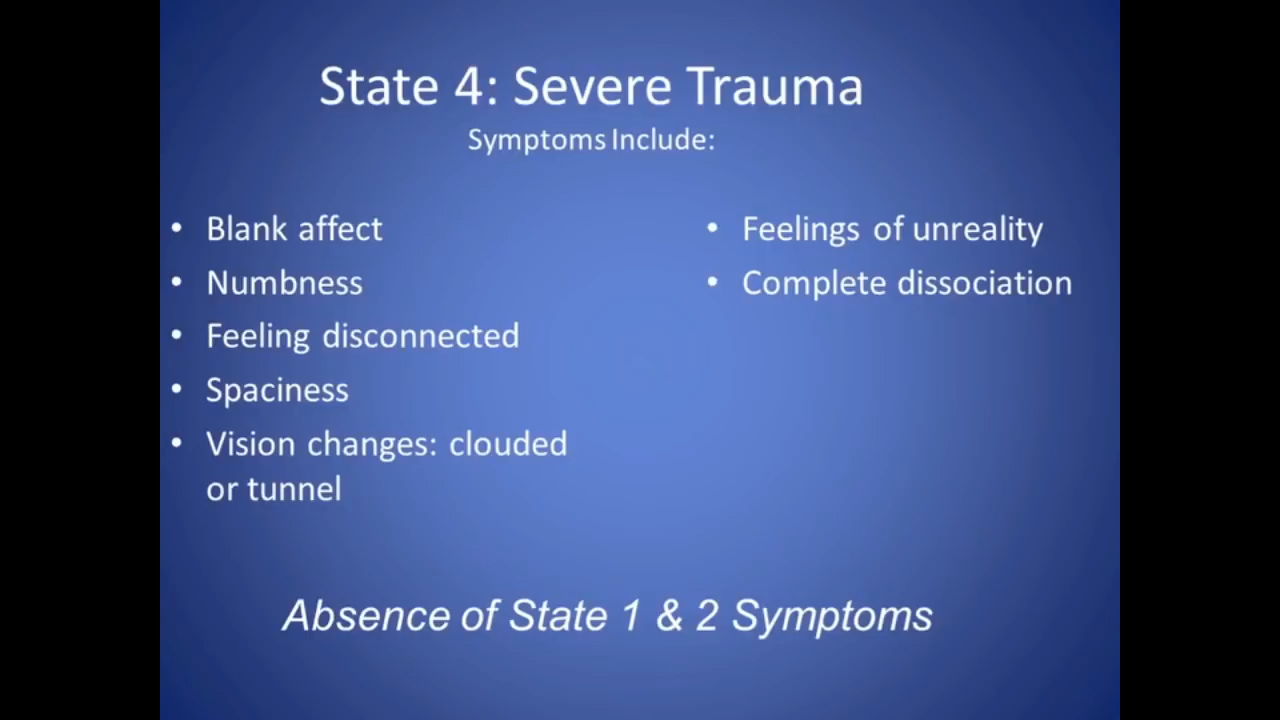 State 4: Severe Trauma
Symptoms Include:
• Blank affect
• Numbness
• Feeling disconnected
• Spaciness
• Vision changes: clouded
or tunnel
• Feelings of unreality
• Complete dissociation
Absence of State 1 & 2 Symptoms